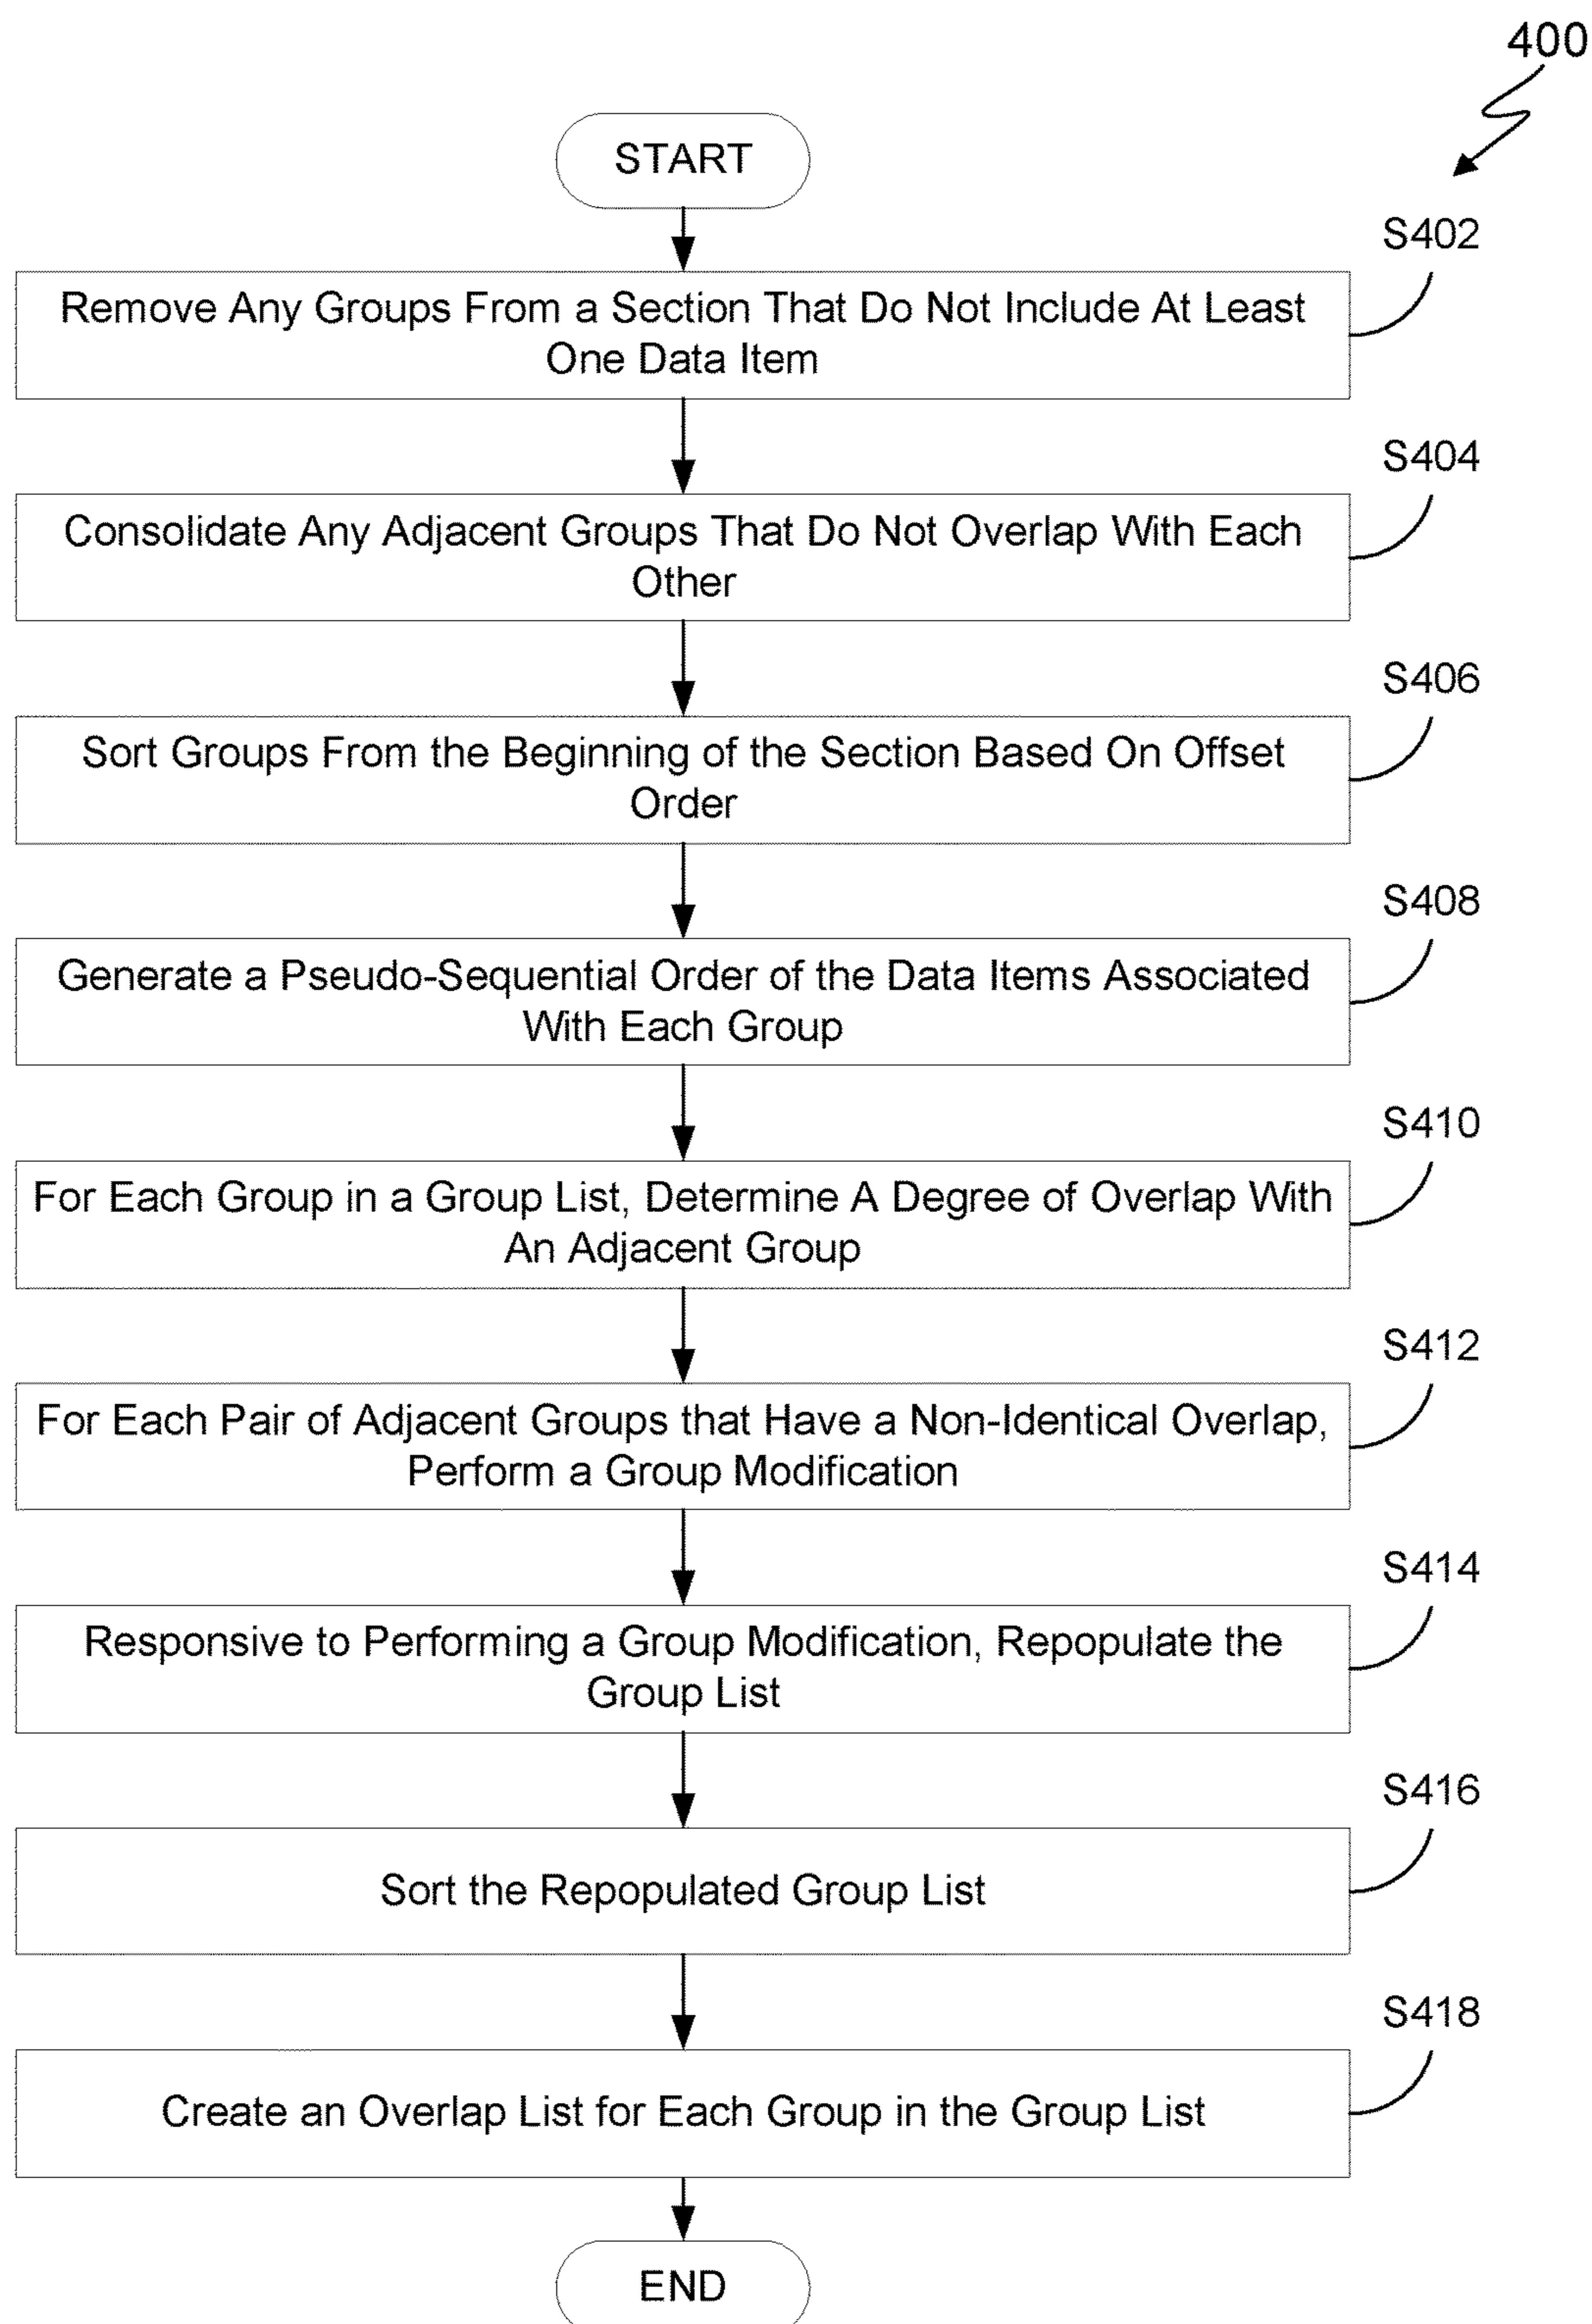 400
START
S402
Remove Any Groups From a Section That Do Not Include At Least
One Data Item
S404
Consolidate Any Adjacent Groups That Do Not Overlap With Each
Other
S406
Sort Groups From the Beginning of the Section Based On Offset
Order
S408
Generate a Pseudo-Sequential Order of the Data Items Associated
With Each Group
S410
For Each Group in a Group List, Determine A Degree of Overlap With
An Adjacent Group
S412
For Each Pair of Adjacent Groups that Have a Non-Identical Overlap,
Perform a Group Modification
S414
Responsive to Performing a Group Modification, Repopulate the
Group List
S416
Sort the Repopulated Group List
S418
Create an Overlap List for Each Group in the Group List
END